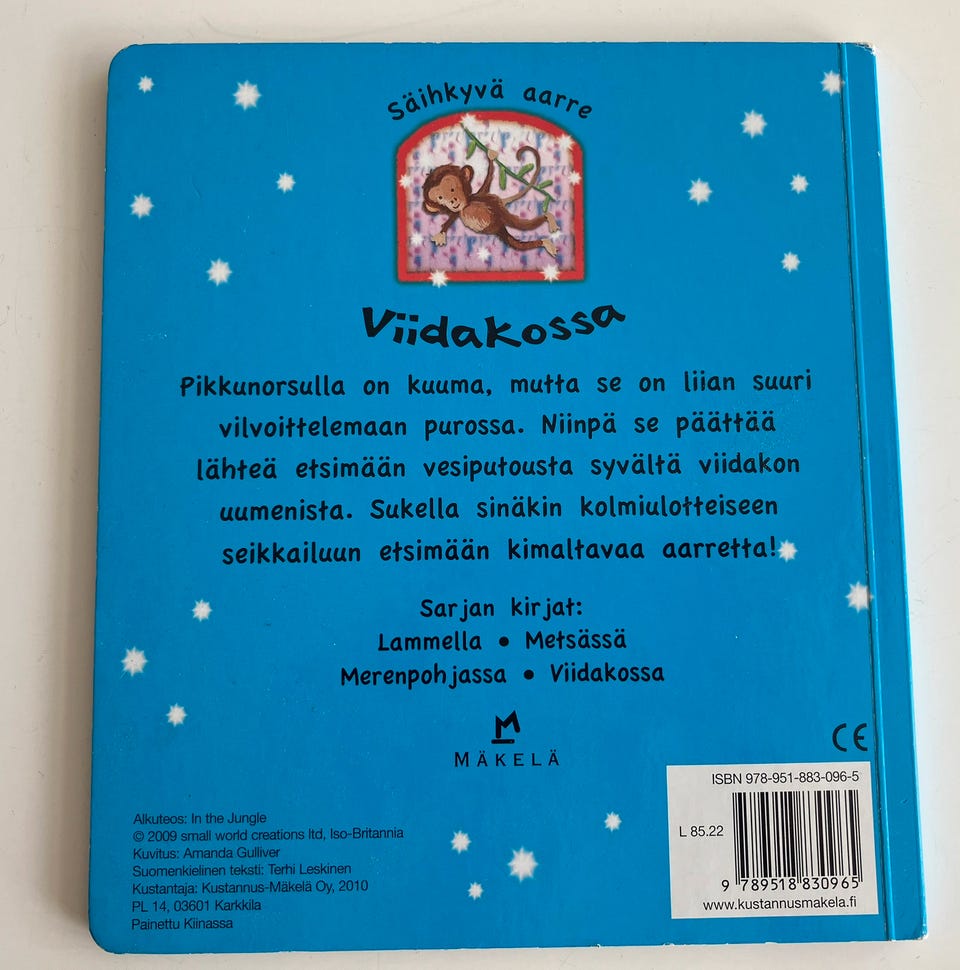 Säihkyvä aarre
Viidakossa
Pikkunorsulla on kuuma, mutta se on liian suuri
vilvoittelemaan purossa. Niinpä se päättää
lähteä etsimään vesiputousta syvältä viidakon
uumenista. Sukella sinäkin kolmiulotteiseen
seikkailuun etsimään kimaltavaa aarretta!
Sarjan kirjat:
Lammella • Metsässä
Merenpohjassa • Viidakossa
M
MÄKELÄ
CE
Alkuteos: In the Jungle
© 2009 small world creations ltd, Iso-Britannia
Kuvitus: Amanda Gulliver
Suomenkielinen teksti: Terhi Leskinen
Kustantaja: Kustannus-Mäkelä Oy, 2010
PL 14, 03601 Karkkila
Painettu Kiinassa
ISBN 978-951-883-096-5
L 85.22
9 789518 830965
www.kustannusmakela.fi